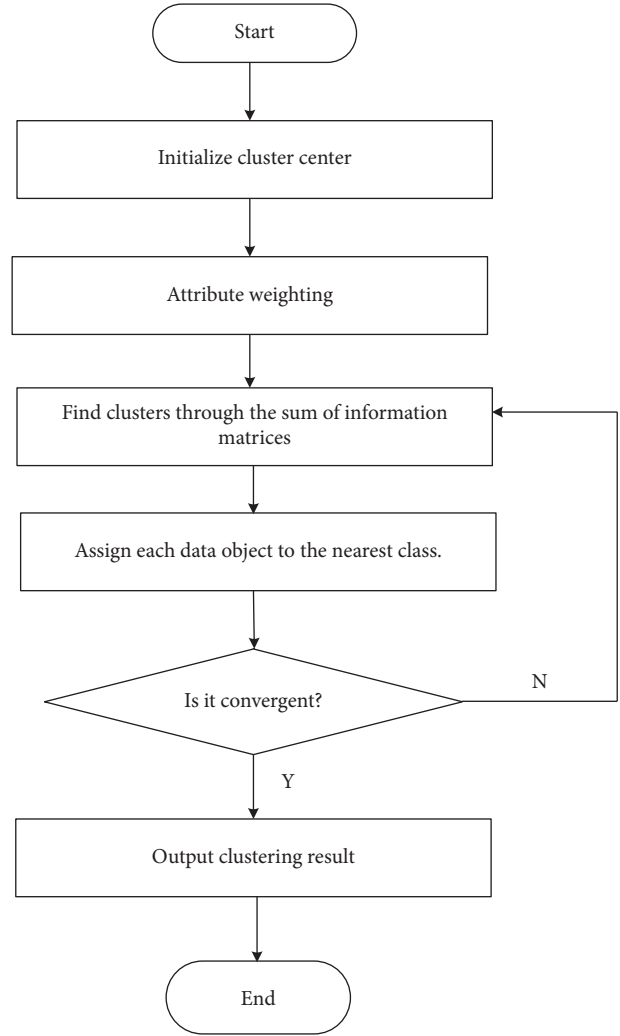 Start
Initialize cluster center
Attribute weighting
Find clusters through the sum of information
matrices
Assign each data object to the nearest class.
Is it convergent?
N
Y
Output clustering result
End